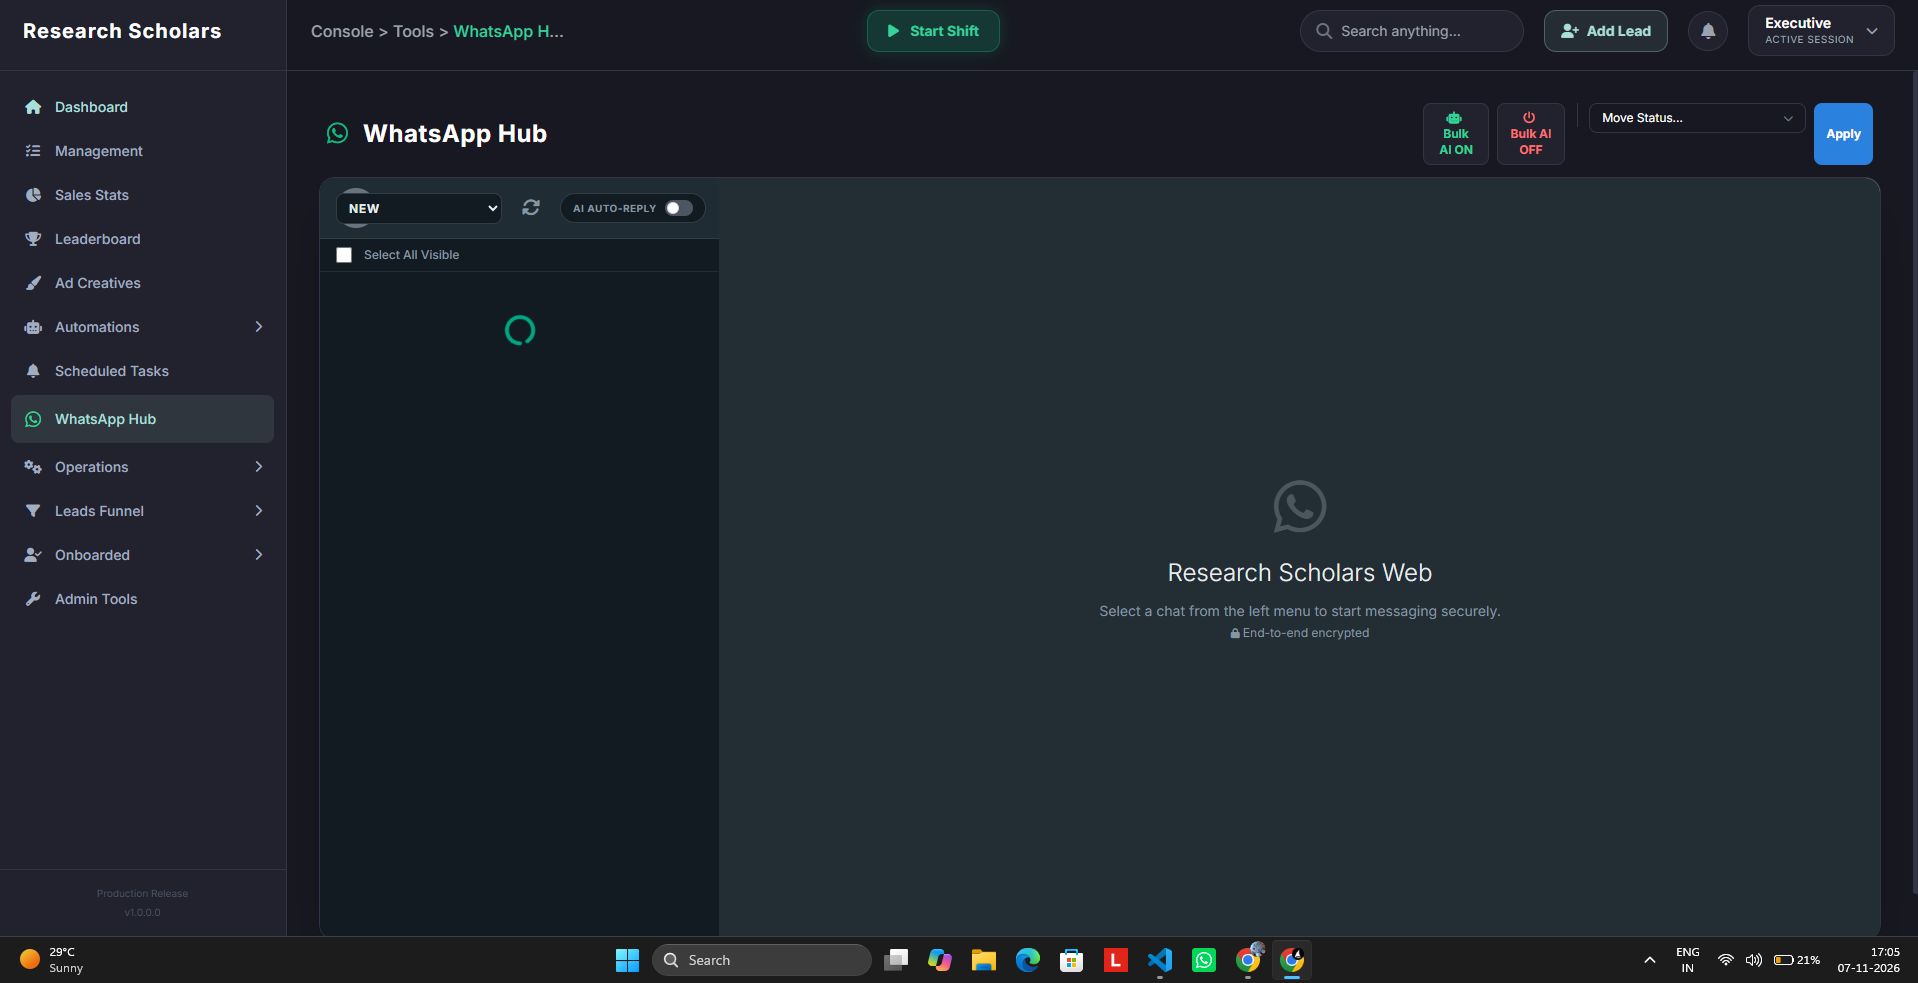 Research Scholars
Console > Tools > WhatsApp H...
Start Shift
Search anything...
Add Lead
Executive
ACTIVE SESSION
Dashboard
Management
Sales Stats
Leaderboard
Ad Creatives
Automations
Scheduled Tasks
WhatsApp Hub
Operations
Leads Funnel
Onboarded
Admin Tools
Production Release
v1.0.0.0
WhatsApp Hub
Bulk
AI ON
Bulk AI
OFF
Move Status...
Apply
NEW
AI AUTO-REPLY
Select All Visible
Research Scholars Web
Select a chat from the left menu to start messaging securely.
End-to-end encrypted
29°C
Sunny
Search
L
ENG
IN
21%
17:05
07-11-2026